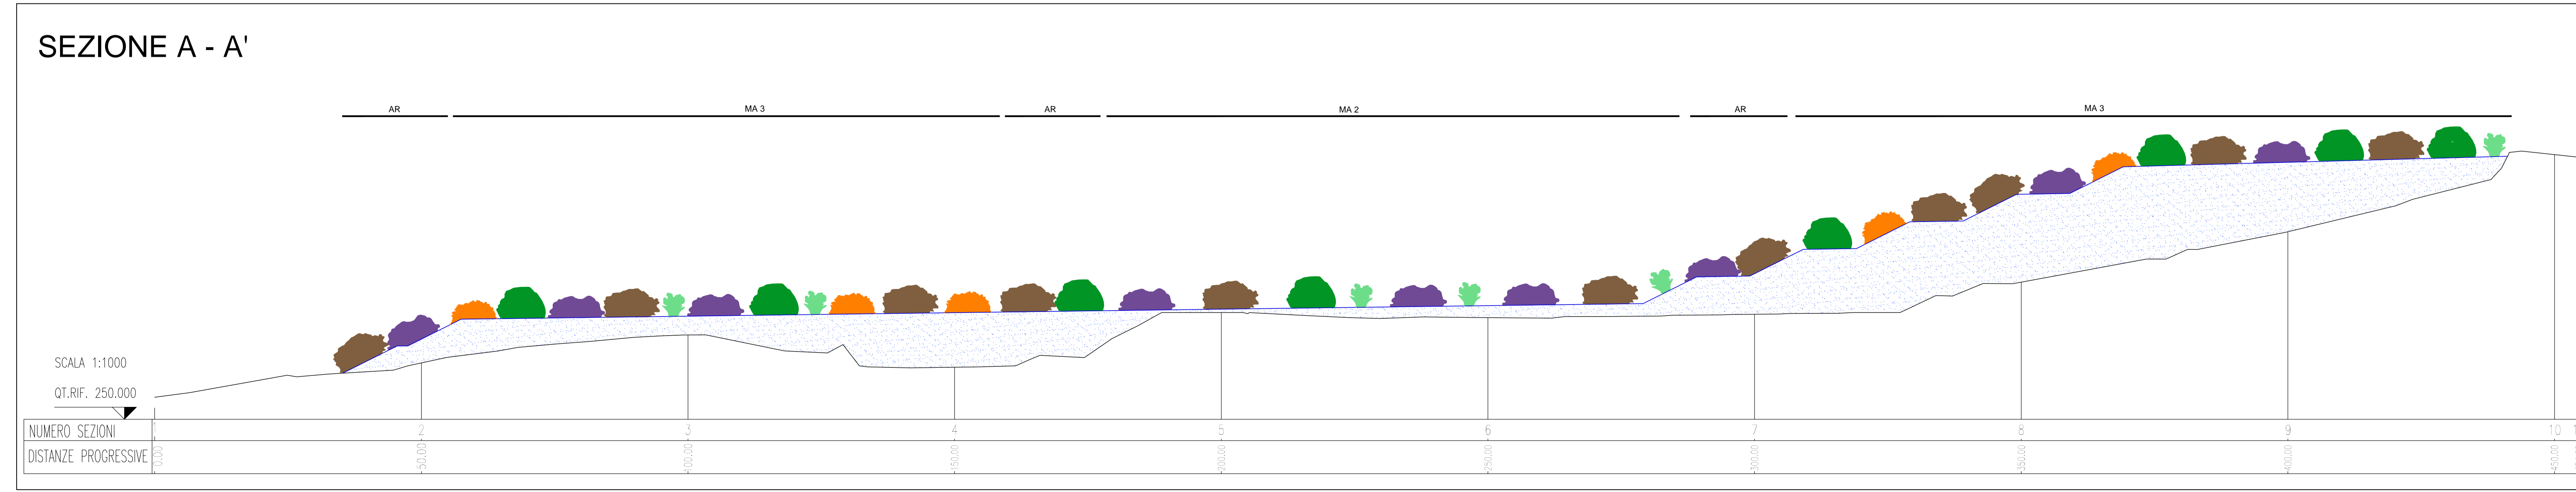 SEZIONE A - A'
AR MA 3 AR MA 2 AR MA 3
SCALA 1:1000
QT.RIF. 250.000
NUMERO SEZIONI 1 2 3 4 5 6 7 8 9 10
DISTANZE PROGRESSIVE 0.00 50.00 100.00 150.00 200.00 250.00 300.00 350.00 400.00 450.00